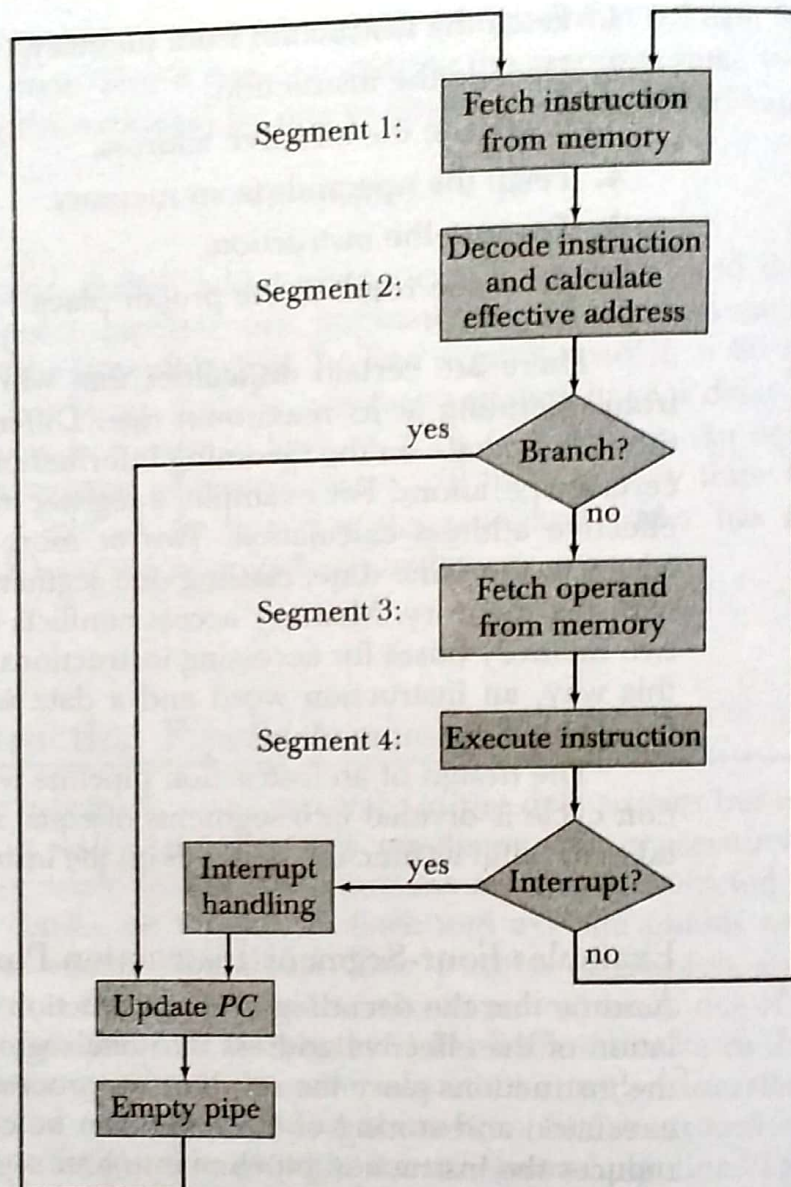 Segment 1:
Fetch instruction
from memory
Segment 2:
Decode instruction
and calculate
effective address
yes
Branch?
no
Segment 3:
Fetch operand
from memory
Segment 4:
Execute instruction
Interrupt
handling
yes
Interrupt?
no
Update PC
Empty pipe